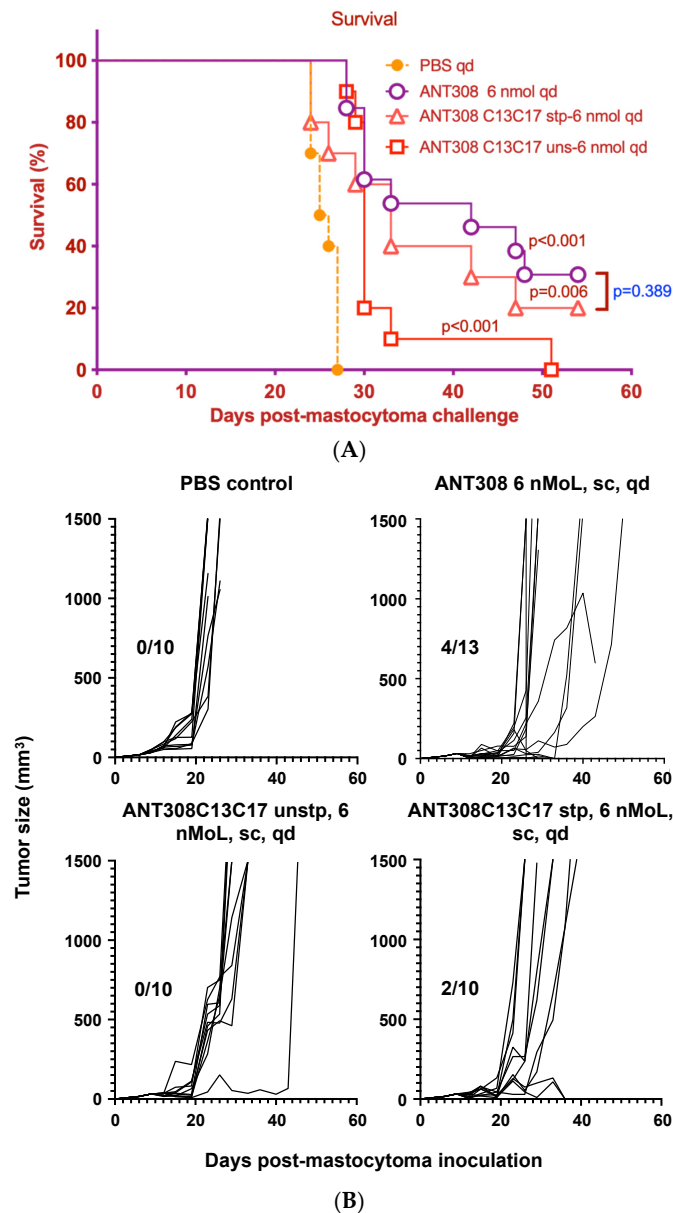 Survival
PBS qd
ANT308 6 nmol qd
ANT308 C13C17 stp-6 nmol qd
ANT308 C13C17 uns-6 nmol qd
Survival (%)
100
80
60
40
20
0
p<0.001
p=0.006
p=0.389
p<0.001
0 10 20 30 40 50 60
Days post-mastocytoma challenge
(A)
PBS control
1500
1000
500
0
0/10
0 20 40 60
ANT308 6 nMoL, sc, qd
1500
1000
500
0
4/13
0 20 40 60
Tumor size (mm³)
ANT308C13C17 unstp, 6
nMoL, sc, qd
1500
1000
500
0
0/10
0 20 40 60
ANT308C13C17 stp, 6 nMoL,
sc, qd
1500
1000
500
0
2/10
0 20 40 60
Days post-mastocytoma inoculation
(B)